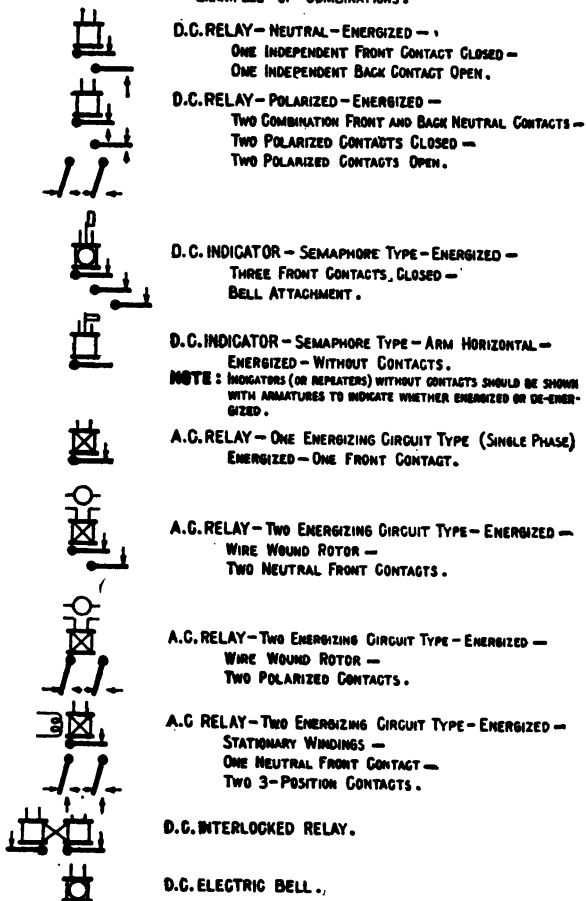 EXAMPLES OF COMBINATIONS.
D.C. RELAY – NEUTRAL – ENERGIZED –
ONE INDEPENDENT FRONT CONTACT CLOSED –
ONE INDEPENDENT BACK CONTACT OPEN.
D.C. RELAY – POLARIZED – ENERGIZED –
TWO COMBINATION FRONT AND BACK NEUTRAL CONTACTS –
TWO POLARIZED CONTACTS CLOSED –
TWO POLARIZED CONTACTS OPEN.
D.C. INDICATOR – SEMAPHORE TYPE – ENERGIZED –
THREE FRONT CONTACTS, CLOSED –
BELL ATTACHMENT.
D.C. INDICATOR – SEMAPHORE TYPE – ARM HORIZONTAL –
ENERGIZED – WITHOUT CONTACTS.
NOTE: INDICATORS (OR REPEATERS) WITHOUT CONTACTS SHOULD BE SHOWN
WITH ARMATURES TO INDICATE WHETHER ENERGIZED OR DE-ENER-
GIZED.
A.C. RELAY – ONE ENERGIZING CIRCUIT TYPE (SINGLE PHASE)
ENERGIZED – ONE FRONT CONTACT.
A.C. RELAY – TWO ENERGIZING CIRCUIT TYPE – ENERGIZED –
WIRE WOUND ROTOR –
TWO NEUTRAL FRONT CONTACTS.
A.C. RELAY – TWO ENERGIZING CIRCUIT TYPE – ENERGIZED –
WIRE WOUND ROTOR –
TWO POLARIZED CONTACTS.
A.C RELAY – TWO ENERGIZING CIRCUIT TYPE – ENERGIZED –
STATIONARY WINDINGS –
ONE NEUTRAL FRONT CONTACT –
TWO 3-POSITION CONTACTS.
D.C. INTERLOCKED RELAY.
D.C. ELECTRIC BELL.